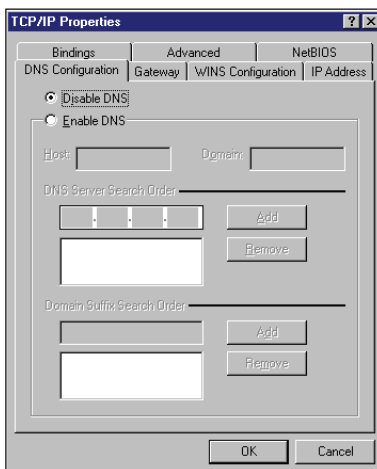 TCP/IP Properties
Bindings Advanced NetBIOS
DNS Configuration Gateway WINS Configuration IP Address
Disable DNS
Enable DNS
Host: Domain:
DNS Server Search Order
Add
Remove
Domain Suffix Search Order
Add
Remove
OK Cancel